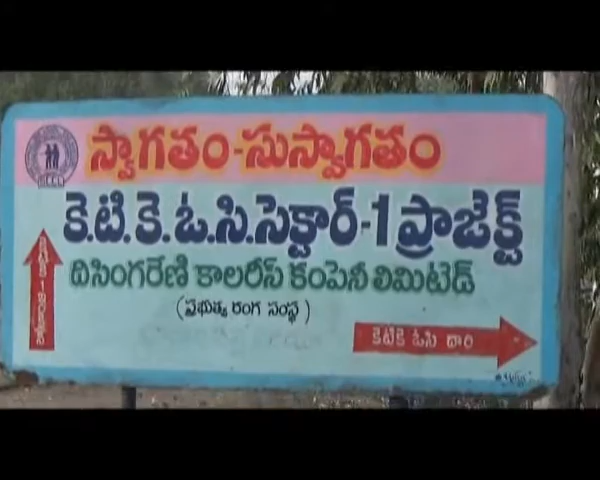 స్వాగతం-సుస్వాగతం
కె.టి.కె.ఓ.సి.సెక్టార్-1 ప్రాజెక్ట్
ది సింగరేణి కాలరీస్ కంపెనీ లిమిటెడ్
(ప్రభుత్వ రంగ సంస్థ)
కెటికె ఓసి దారి